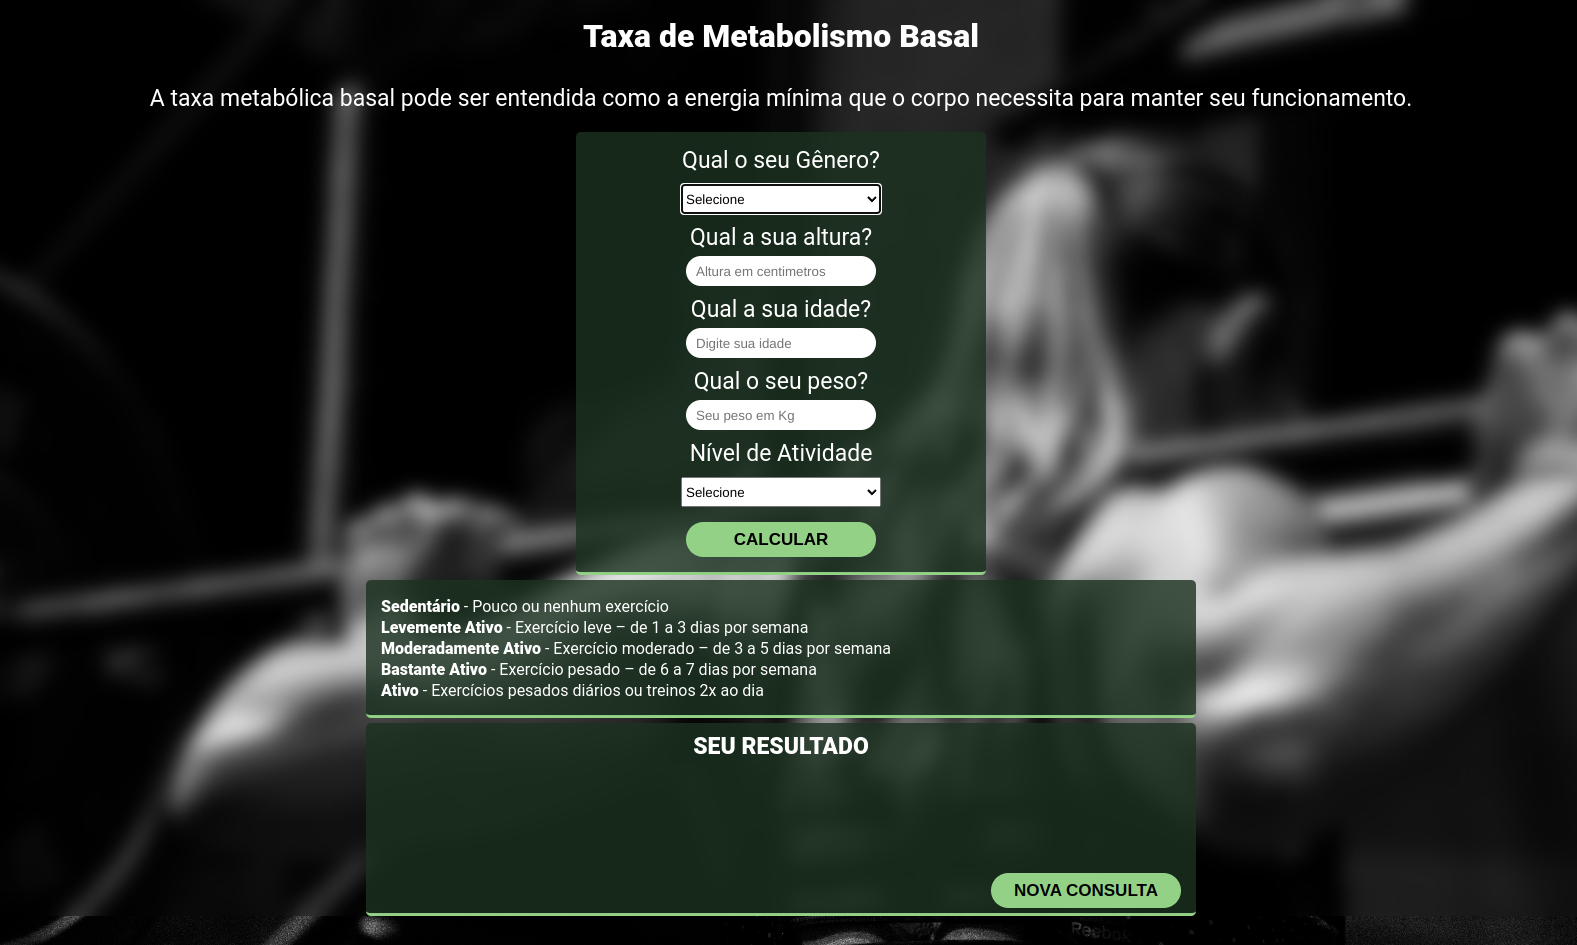 Taxa de Metabolismo Basal
A taxa metabólica basal pode ser entendida como a energia mínima que o corpo necessita para manter seu funcionamento.
Qual o seu Gênero?
Selecione
Qual a sua altura?
Altura em centimetros
Qual a sua idade?
Digite sua idade
Qual o seu peso?
Seu peso em Kg
Nível de Atividade
Selecione
CALCULAR
Sedentário - Pouco ou nenhum exercício
Levemente Ativo - Exercício leve – de 1 a 3 dias por semana
Moderadamente Ativo - Exercício moderado – de 3 a 5 dias por semana
Bastante Ativo - Exercício pesado – de 6 a 7 dias por semana
Ativo - Exercícios pesados diários ou treinos 2x ao dia
SEU RESULTADO
NOVA CONSULTA
Reebok